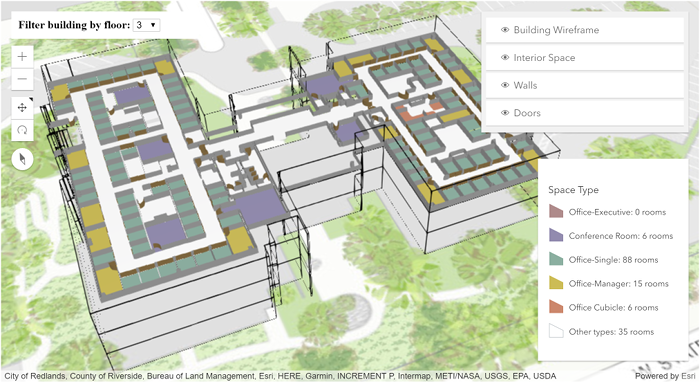 Filter building by floor: 3
Building Wireframe
Interior Space
Walls
Doors
Space Type
Office-Executive: 0 rooms
Conference Room: 6 rooms
Office-Single: 88 rooms
Office-Manager: 15 rooms
Office Cubicle: 6 rooms
Other types: 35 rooms
City of Redlands, County of Riverside, Bureau of Land Management, Esri, HERE, Garmin, INCREMENT P, Intermap, METI/NASA, USGS, EPA, USDA
Powered by Esri